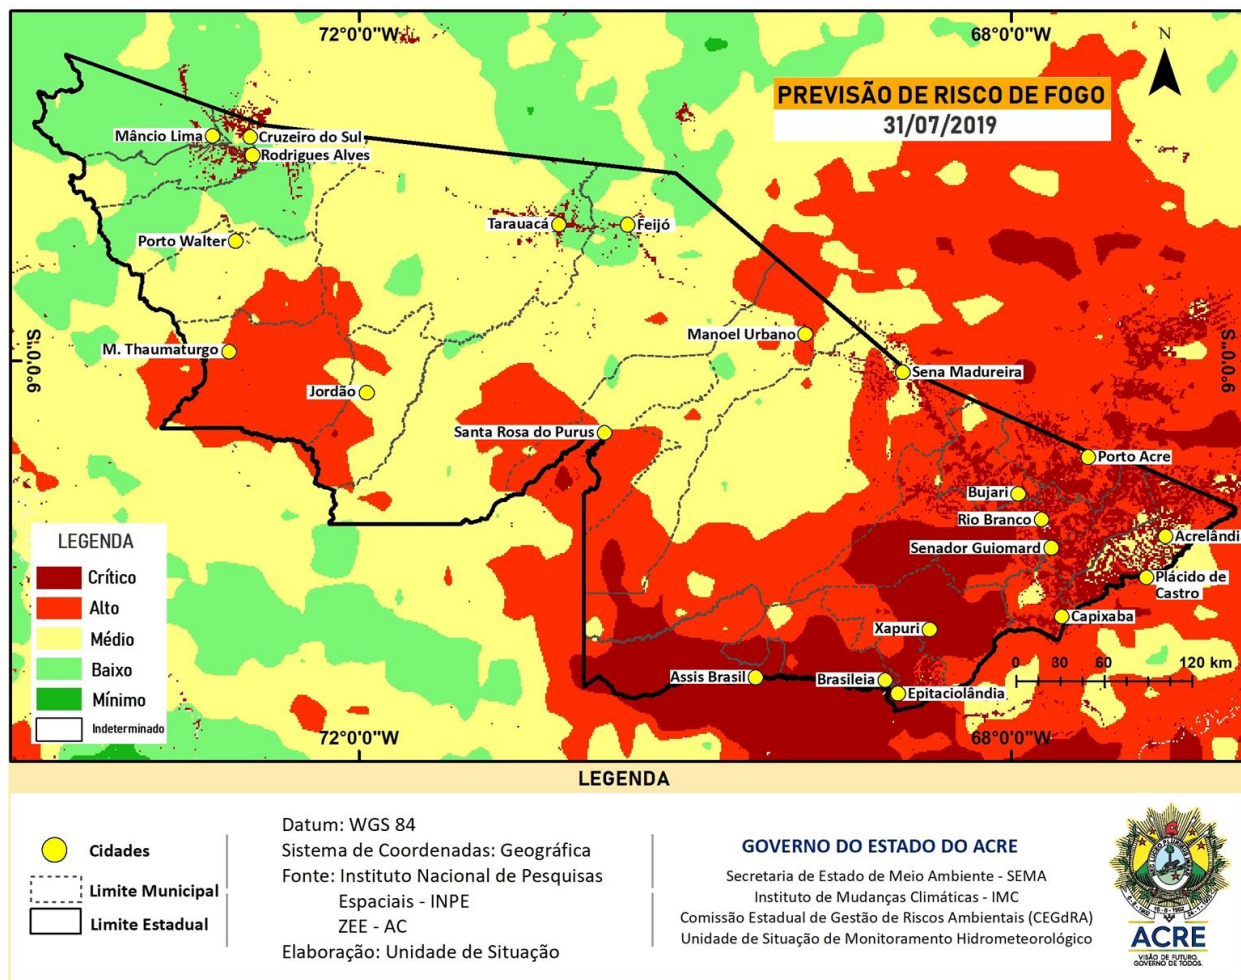 72°0'0"W
68°0'0"W
N
PREVISÃO DE RISCO DE FOGO
31/07/2019
Mâncio Lima
Cruzeiro do Sul
Rodrigues Alves
Tarauacá
Feijó
Porto Walter
Manoel Urbano
M. Thaumaturgo
9°0'0"S
9°0'0"S
Sena Madureira
Jordão
Santa Rosa do Purus
Porto Acre
Bujari
Rio Branco
Acrelândi
Senador Guiomard
Plácido de
Castro
Capixaba
Xapuri
Assis Brasil
Brasileia
Epitaciolândia
LEGENDA
Crítico
Alto
Médio
Baixo
Mínimo
Indeterminado
0 30 60 120 km
72°0'0"W
68°0'0"W
LEGENDA
Cidades
Limite Municipal
Limite Estadual
Datum: WGS 84
Sistema de Coordenadas: Geográfica
Fonte: Instituto Nacional de Pesquisas
Espaciais - INPE
ZEE - AC
Elaboração: Unidade de Situação
GOVERNO DO ESTADO DO ACRE
Secretaria de Estado de Meio Ambiente - SEMA
Instituto de Mudanças Climáticas - IMC
Comissão Estadual de Gestão de Riscos Ambientais (CEGdRA)
Unidade de Situação de Monitoramento Hidrometeorológico
ACRE
VISÃO DE FUTURO.
GOVERNO DE TODOS.